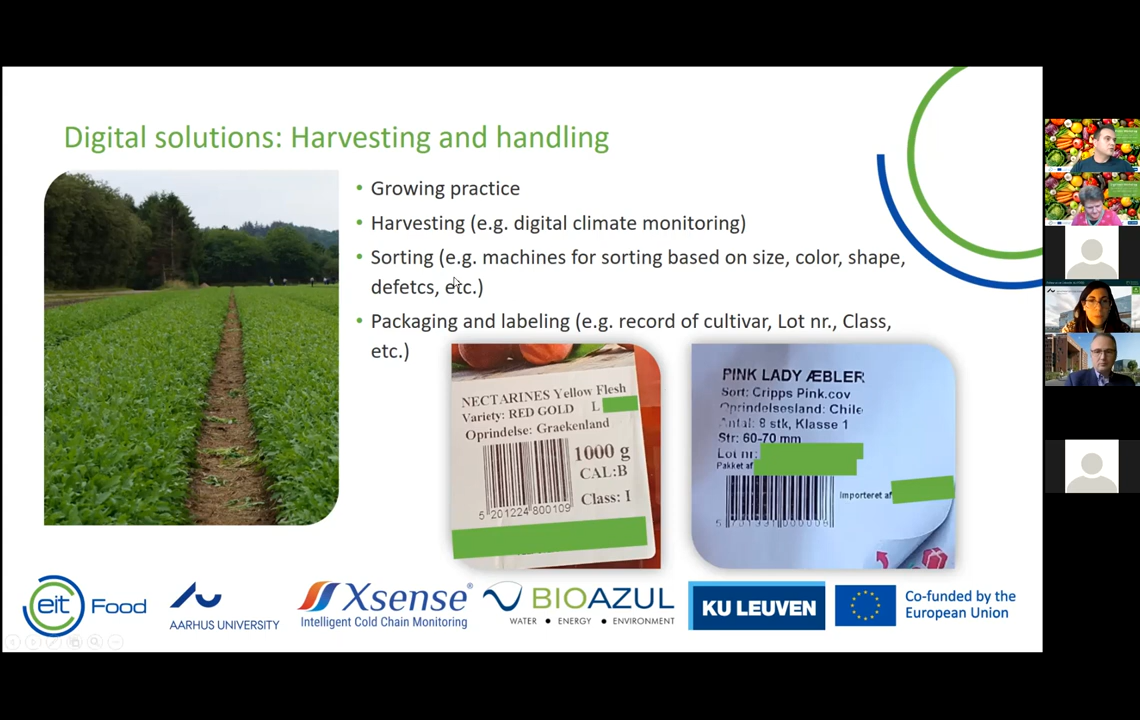 Digital solutions: Harvesting and handling
• Growing practice
• Harvesting (e.g. digital climate monitoring)
• Sorting (e.g. machines for sorting based on size, color, shape,
defetcs, etc.)
• Packaging and labeling (e.g. record of cultivar, Lot nr., Class,
etc.)
NECTARINES Yellow Flesh
Variety: RED GOLD L
Oprindelse: Graekenland
1000 g
CAL:B
Class: I
5 201224 800109
PINK LADY ÆBLER
Sort: Cripps Pink.cov
Oprindelsesland: Chile
Antal: 8 stk, Klasse 1
Str: 60-70 mm
Lot nr:
Pakket af
Importeret af
eit Food
AARHUS UNIVERSITY
Xsense®
Intelligent Cold Chain Monitoring
BIOAZUL
WATER • ENERGY • ENVIRONMENT
KU LEUVEN
Co-funded by the
European Union